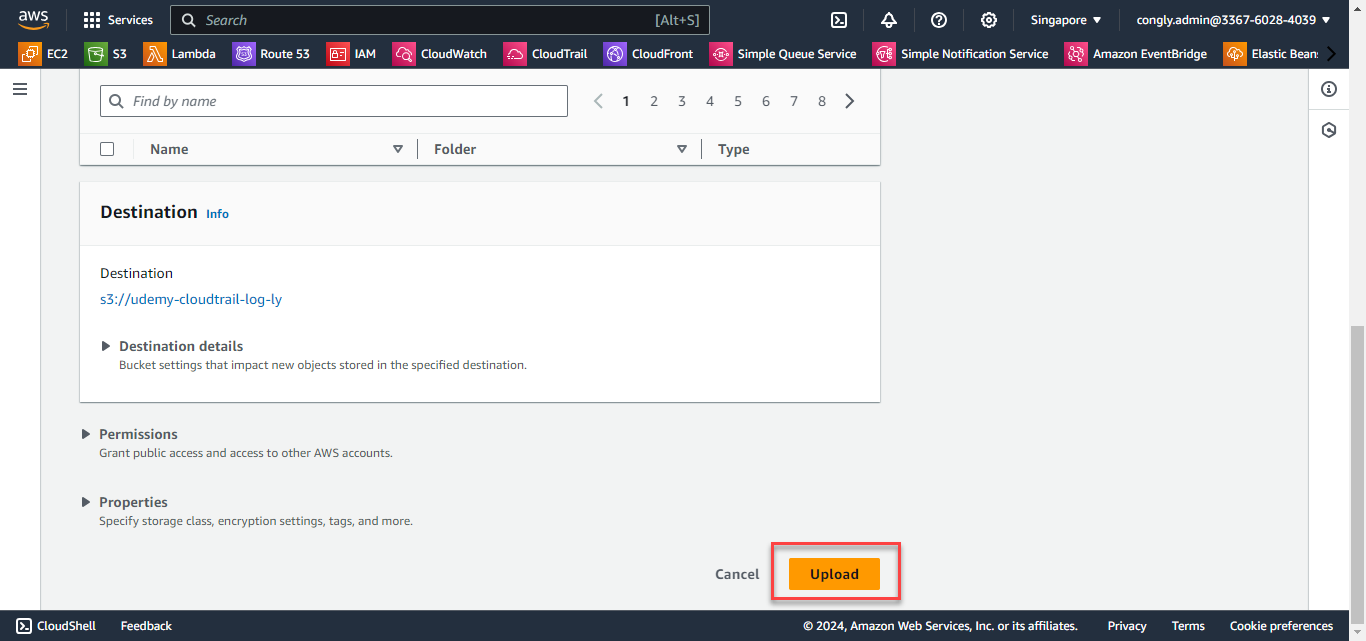 aws Services Search [Alt+S] Singapore congly.admin@3367-6028-4039
EC2 S3 Lambda Route 53 IAM CloudWatch CloudTrail CloudFront Simple Queue Service Simple Notification Service Amazon EventBridge Elastic Beans
Find by name 1 2 3 4 5 6 7 8
Name Folder Type
Destination Info
Destination
s3://udemy-cloudtrail-log-ly
Destination details
Bucket settings that impact new objects stored in the specified destination.
Permissions
Grant public access and access to other AWS accounts.
Properties
Specify storage class, encryption settings, tags, and more.
Cancel Upload
CloudShell Feedback © 2024, Amazon Web Services, Inc. or its affiliates. Privacy Terms Cookie preferences